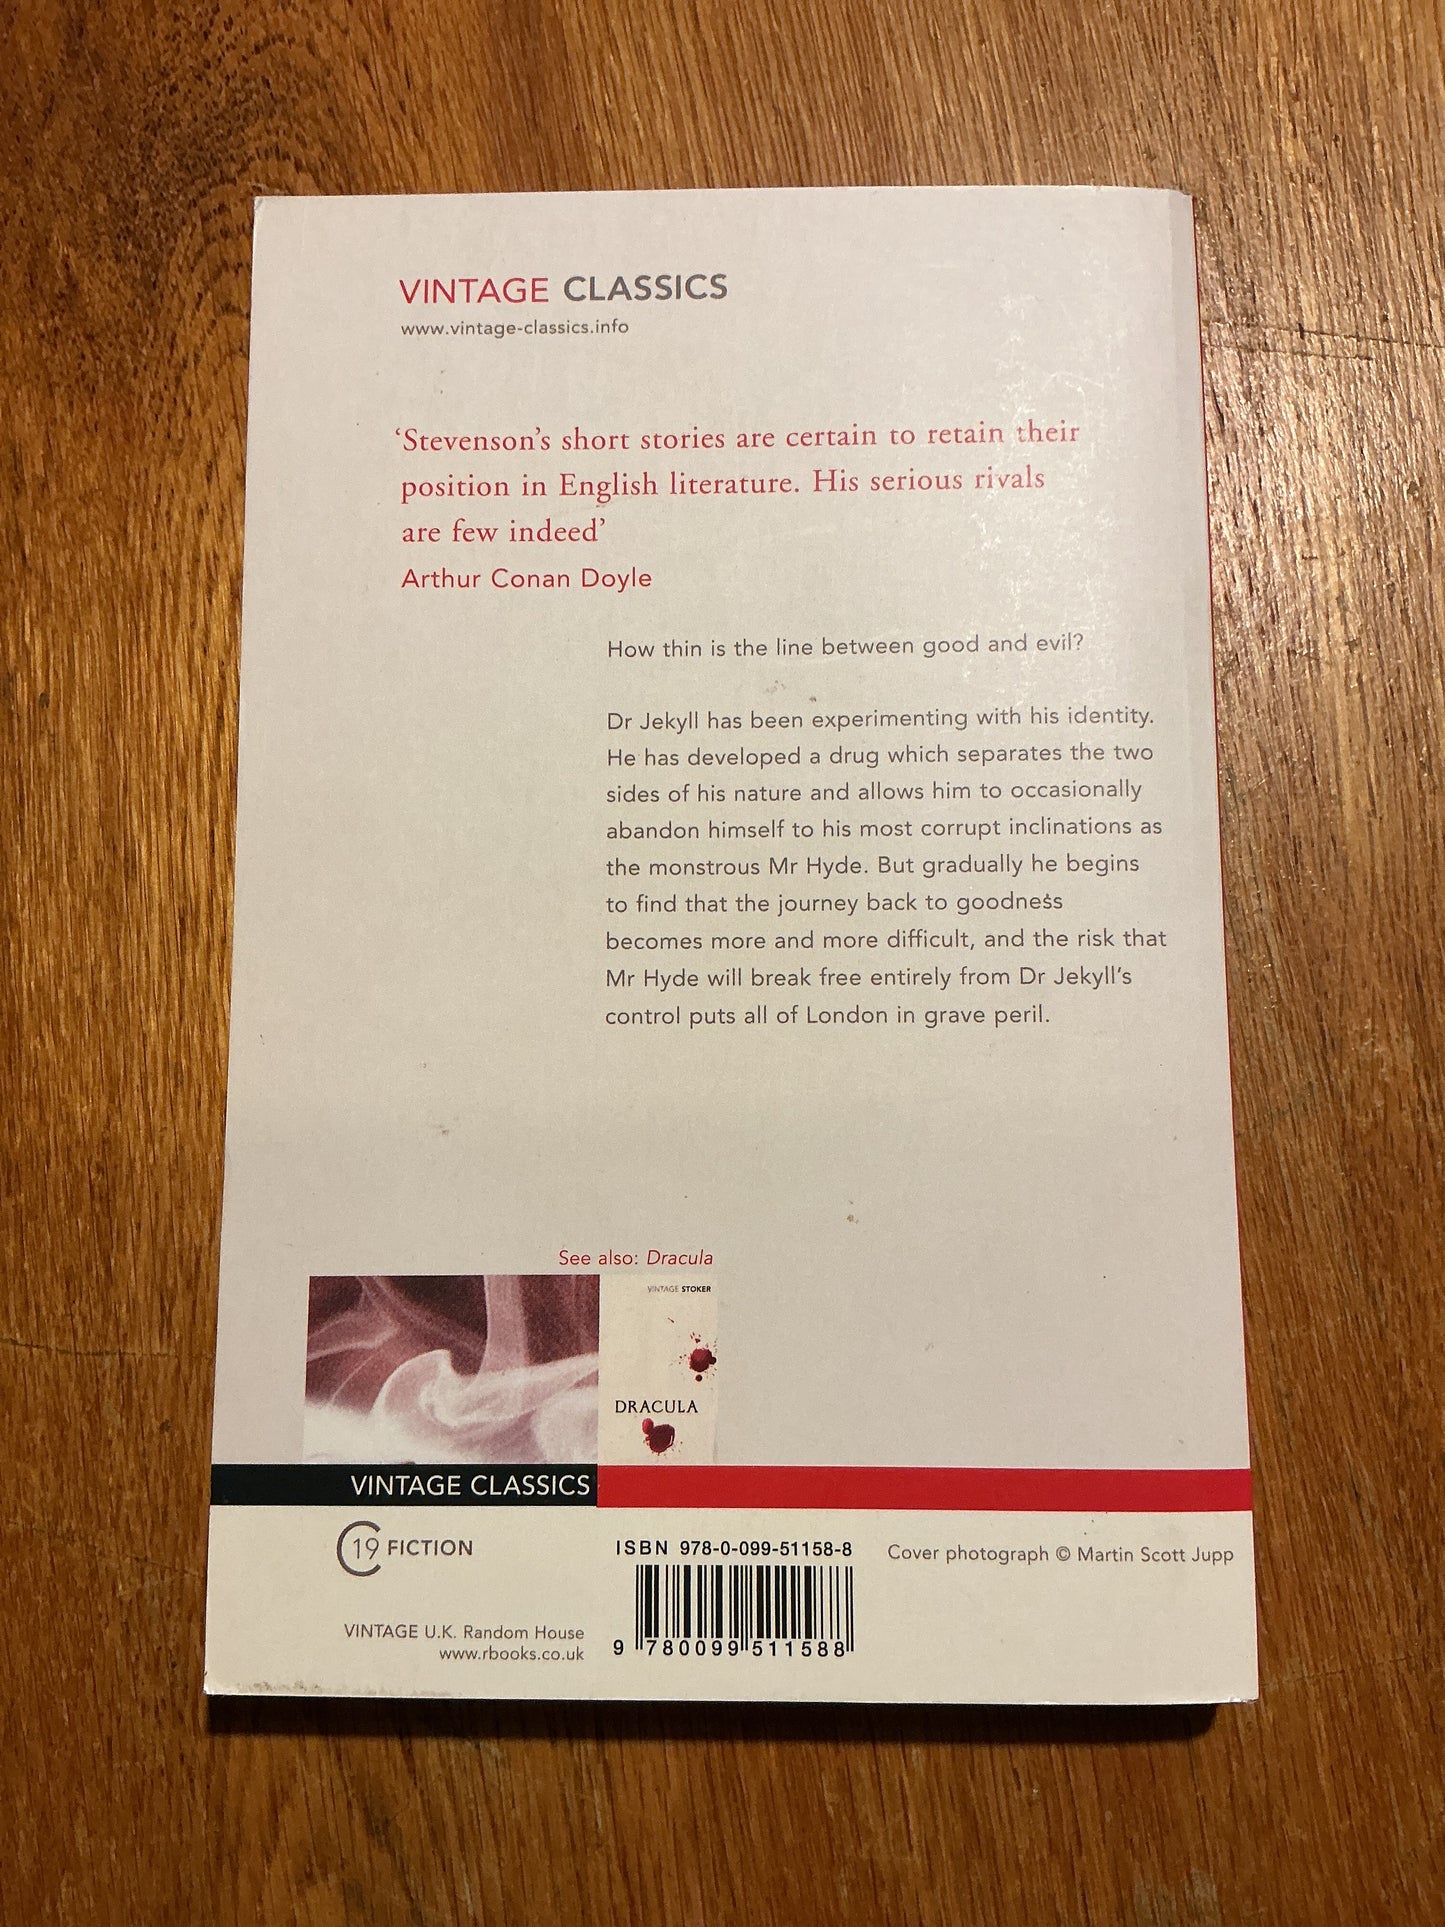 VINTAGE CLASSICS
www.vintage-classics.info
‘Stevenson’s short stories are certain to retain their
position in English literature. His serious rivals
are few indeed’
Arthur Conan Doyle
How thin is the line between good and evil?
Dr Jekyll has been experimenting with his identity.
He has developed a drug which separates the two
sides of his nature and allows him to occasionally
abandon himself to his most corrupt inclinations as
the monstrous Mr Hyde. But gradually he begins
to find that the journey back to goodness
becomes more and more difficult, and the risk that
Mr Hyde will break free entirely from Dr Jekyll’s
control puts all of London in grave peril.
See also: Dracula
VINTAGE STOKER
DRACULA
VINTAGE CLASSICS
C19 FICTION
ISBN 978-0-099-51158-8
Cover photograph © Martin Scott Jupp
VINTAGE U.K. Random House
www.rbooks.co.uk
9 780099 511588